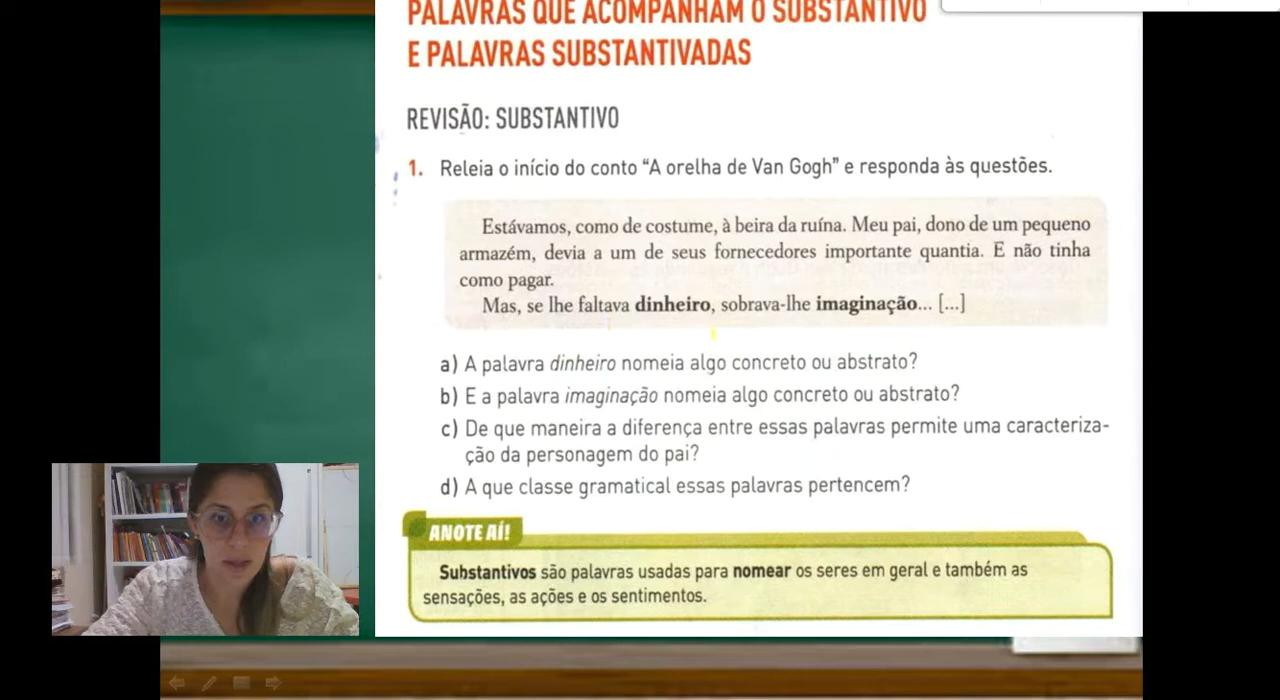 PALAVRAS QUE ACOMPANHAM O SUBSTANTIVO
E PALAVRAS SUBSTANTIVADAS
REVISÃO: SUBSTANTIVO
1. Releia o início do conto “A orelha de Van Gogh” e responda às questões.
Estávamos, como de costume, à beira da ruína. Meu pai, dono de um pequeno
armazém, devia a um de seus fornecedores importante quantia. E não tinha
como pagar.
Mas, se lhe faltava dinheiro, sobrava-lhe imaginação... [...]
a) A palavra dinheiro nomeia algo concreto ou abstrato?
b) E a palavra imaginação nomeia algo concreto ou abstrato?
c) De que maneira a diferença entre essas palavras permite uma caracteriza-
ção da personagem do pai?
d) A que classe gramatical essas palavras pertencem?
ANOTE AÍ!
Substantivos são palavras usadas para nomear os seres em geral e também as
sensações, as ações e os sentimentos.